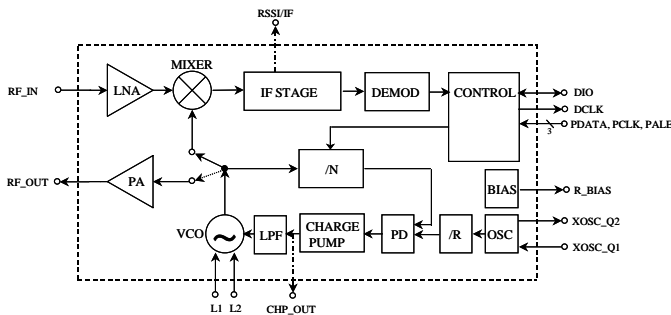 RSSI/IF
MIXER
RF_IN
LNA
IF STAGE
DEMOD
CONTROL
DIO
DCLK
PDATA, PCLK, PALE
3
/N
RF_OUT
PA
BIAS
R_BIAS
VCO
LPF
CHARGE
PUMP
PD
/R
OSC
XOSC_Q2
XOSC_Q1
L1 L2
CHP_OUT